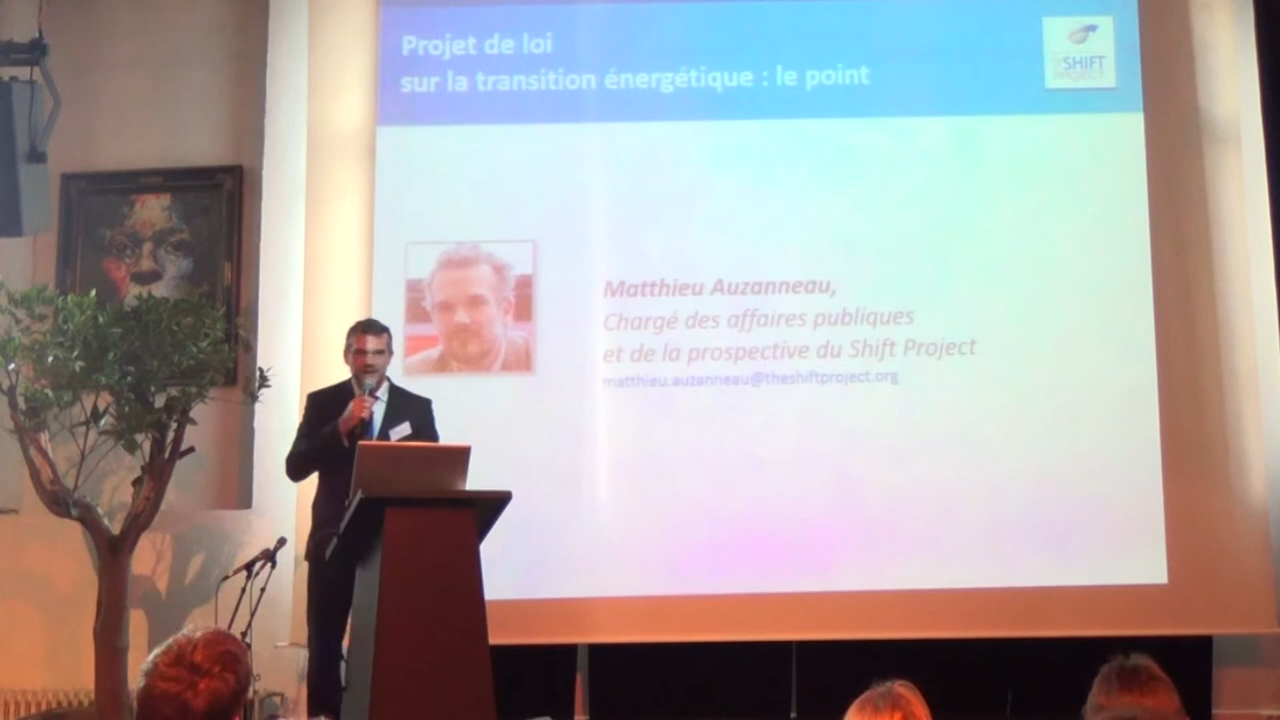 Projet de loi
sur la transition énergétique : le point
SHIFT
PROJECT
Matthieu Auzanneau,
Chargé des affaires publiques
et de la prospective du Shift Project
matthieu.auzanneau@theshiftproject.org